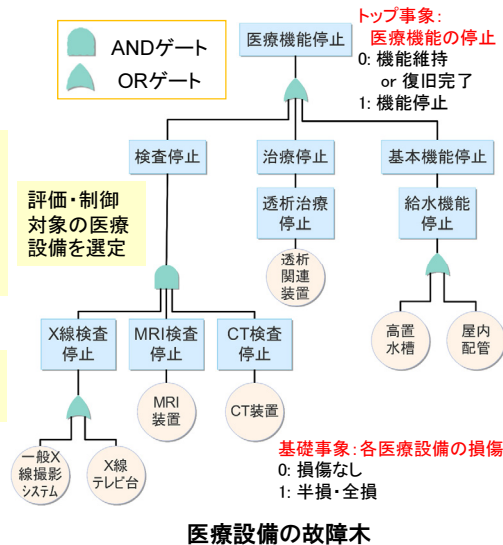 ANDゲート
ORゲート
トップ事象:
医療機能の停止
0: 機能維持
or 復旧完了
1: 機能停止
医療機能停止
検査停止
治療停止
基本機能停止
評価・制御
対象の医療
設備を選定
透析治療
停止
給水機能
停止
透析
関連
装置
X線検査
停止
MRI検査
停止
CT検査
停止
高置
水槽
屋内
配管
MRI
装置
CT装置
一般X
線撮影
システム
X線
テレビ台
基礎事象:各医療設備の損傷
0: 損傷なし
1: 半損・全損
医療設備の故障木